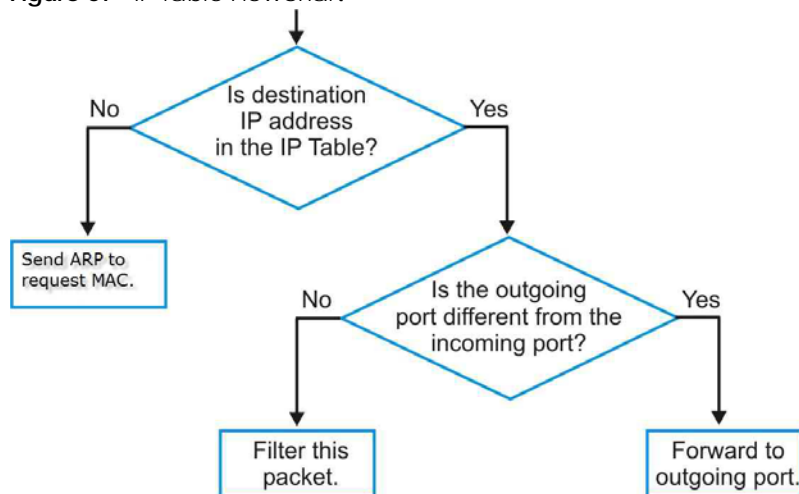 Is destination
IP address
in the IP Table?
No
Yes
Send ARP to
request MAC.
Is the outgoing
port different from the
incoming port?
No
Yes
Filter this
packet.
Forward to
outgoing port.